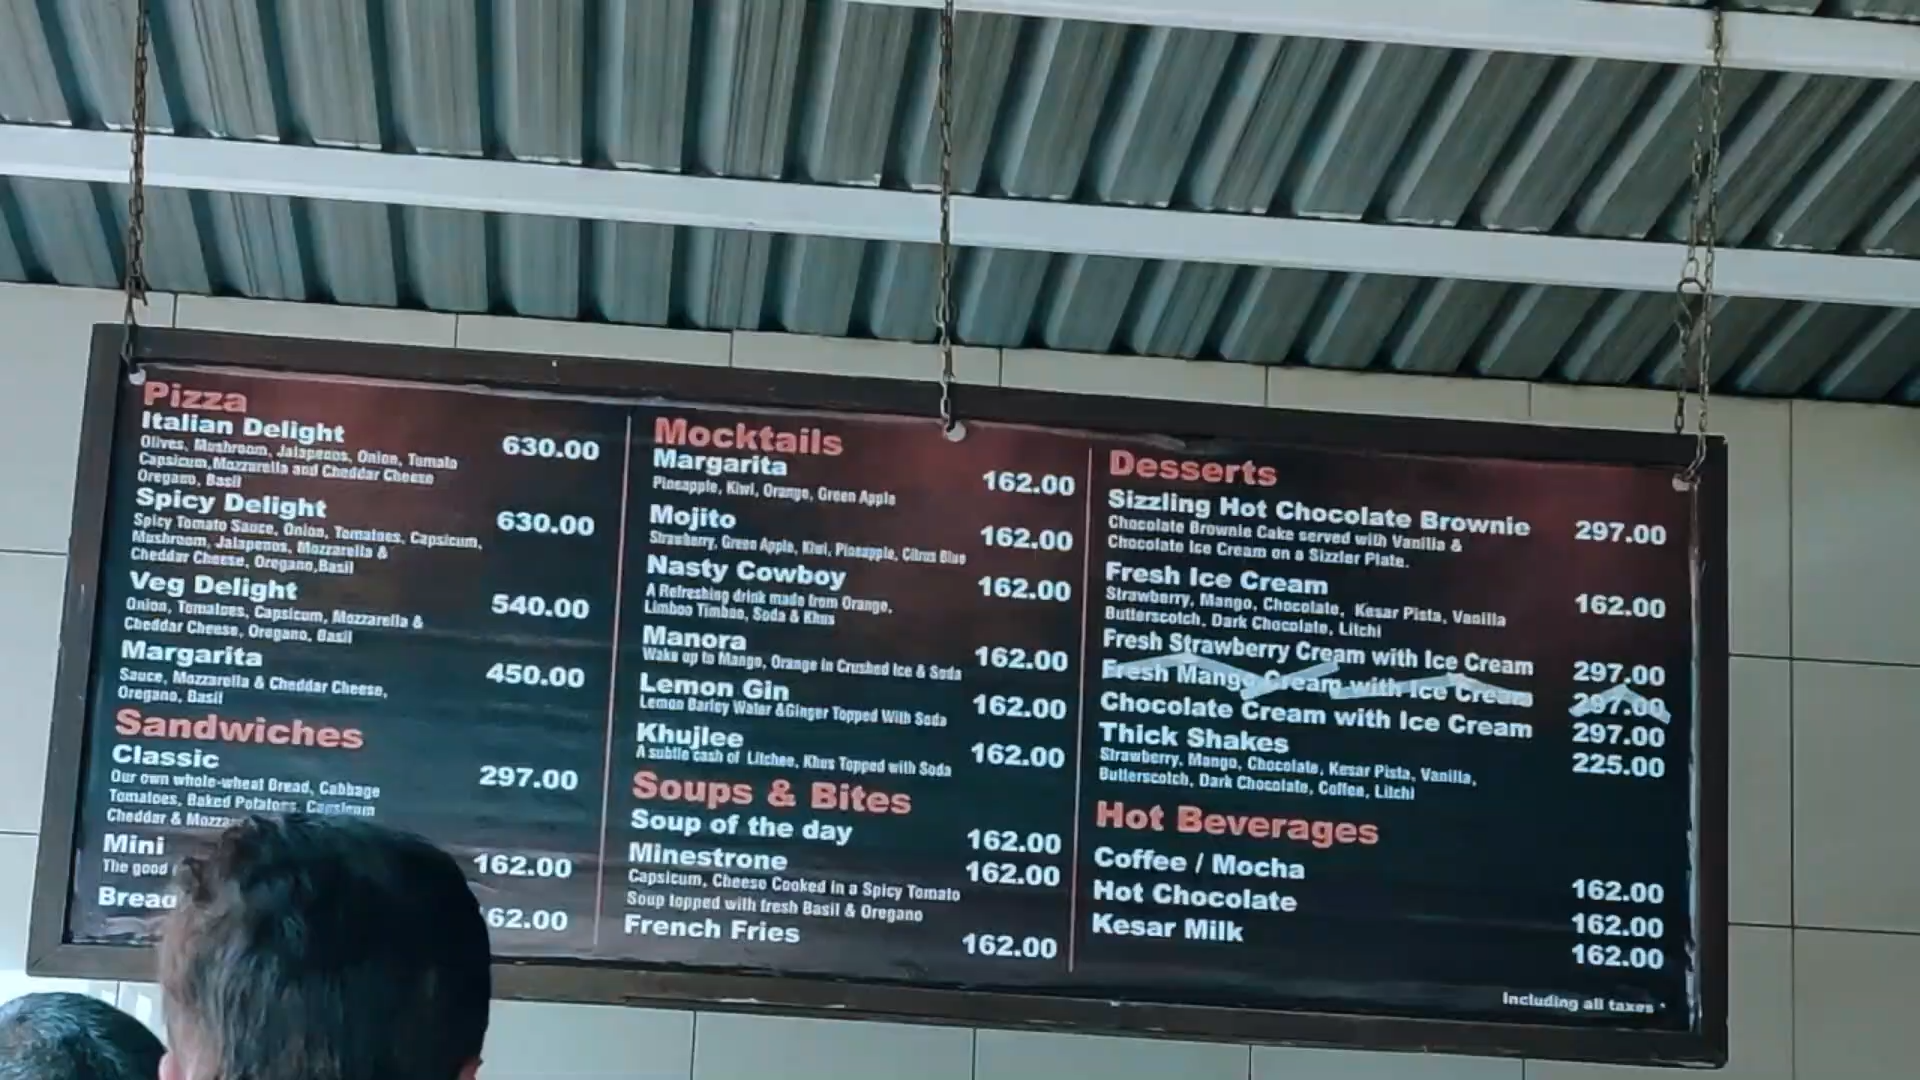 Pizza
Italian Delight 630.00
Olives, Mushroom, Jalapenos, Onion, Tomato
Capsicum, Mozzarella and Cheddar Cheese
Oregano, Basil
Spicy Delight 630.00
Spicy Tomato Sauce, Onion, Tomatoes, Capsicum,
Mushroom, Jalapenos, Mozzarella &
Cheddar Cheese, Oregano, Basil
Veg Delight 540.00
Onion, Tomatoes, Capsicum, Mozzarella &
Cheddar Cheese, Oregano, Basil
Margarita 450.00
Sauce, Mozzarella & Cheddar Cheese,
Oregano, Basil
Sandwiches
Classic 297.00
Our own whole-wheat Bread, Cabbage
Tomatoes, Baked Potatoes, Capsicum
Cheddar &
Mini 162.00
The good
Mocktails
Margarita 162.00
Pineapple, Kiwi, Orange, Green Apple
Mojito 162.00
Strawberry, Green Apple, Kiwi, Pineapple, Citrus Blue
Nasty Cowboy 162.00
A Refreshing drink made from Orange,
Limboo Timboo, Soda & Khus
Manora 162.00
Wake up to Mango, Orange in Crushed Ice & Soda
Lemon Gin 162.00
Lemon Barley Water &Ginger Topped With Soda
Khujlee 162.00
A subtle cash of Litchee, Khus Topped with Soda
Soups & Bites
Soup of the day 162.00
Minestrone 162.00
Capsicum, Cheese Cooked in a Spicy Tomato
Soup topped with fresh Basil & Oregano
French Fries 162.00
Desserts
Sizzling Hot Chocolate Brownie 297.00
Chocolate Brownie Cake served with Vanilla &
Chocolate Ice Cream on a Sizzler Plate.
Fresh Ice Cream 162.00
Strawberry, Mango, Chocolate, Kesar Pista, Vanilla
Butterscotch, Dark Chocolate, Litchi
Fresh Strawberry Cream with Ice Cream 297.00
Fresh Mango Cream with Ice Cream 297.00
Chocolate Cream with Ice Cream 297.00
Thick Shakes 225.00
Strawberry, Mango, Chocolate, Kesar Pista, Vanilla,
Butterscotch, Dark Chocolate, Coffee, Litchi
Hot Beverages
Coffee / Mocha 162.00
Hot Chocolate 162.00
Kesar Milk 162.00
Including all taxes *